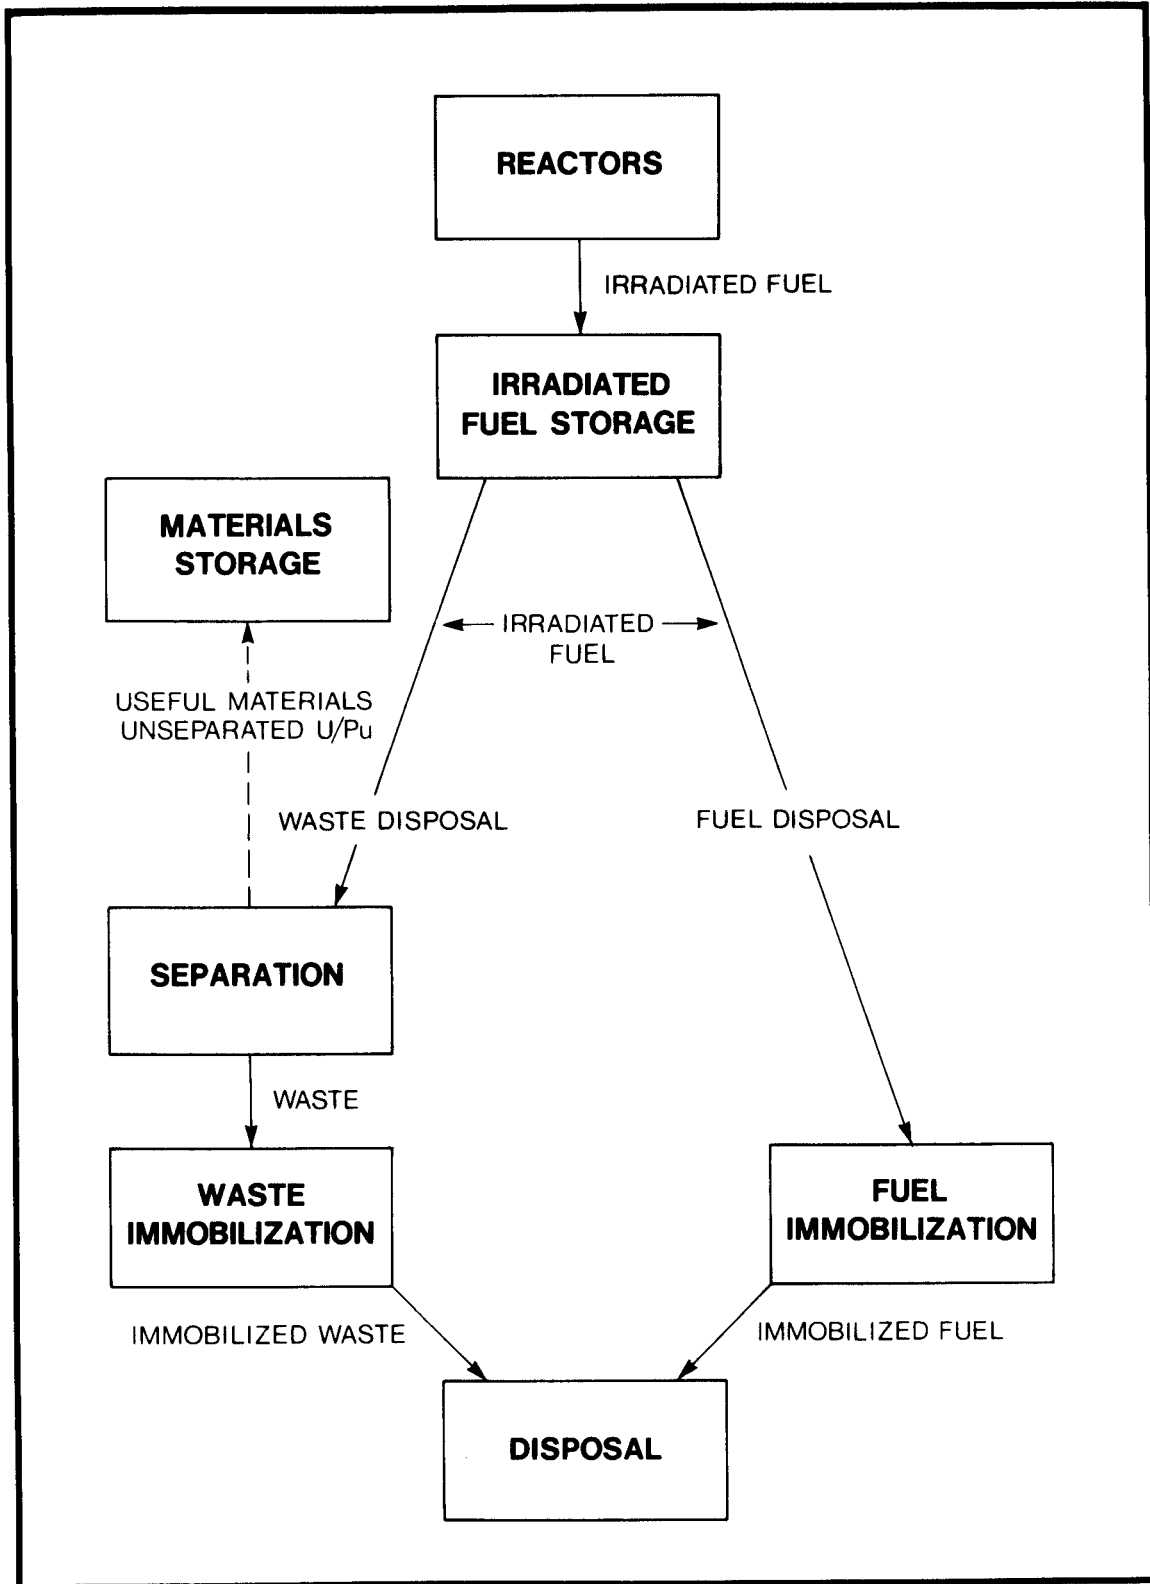 REACTORS
IRRADIATED FUEL
IRRADIATED
FUEL STORAGE
MATERIALS
STORAGE
IRRADIATED
FUEL
USEFUL MATERIALS
UNSEPARATED U/Pu
WASTE DISPOSAL
FUEL DISPOSAL
SEPARATION
WASTE
WASTE
IMMOBILIZATION
FUEL
IMMOBILIZATION
IMMOBILIZED WASTE
IMMOBILIZED FUEL
DISPOSAL